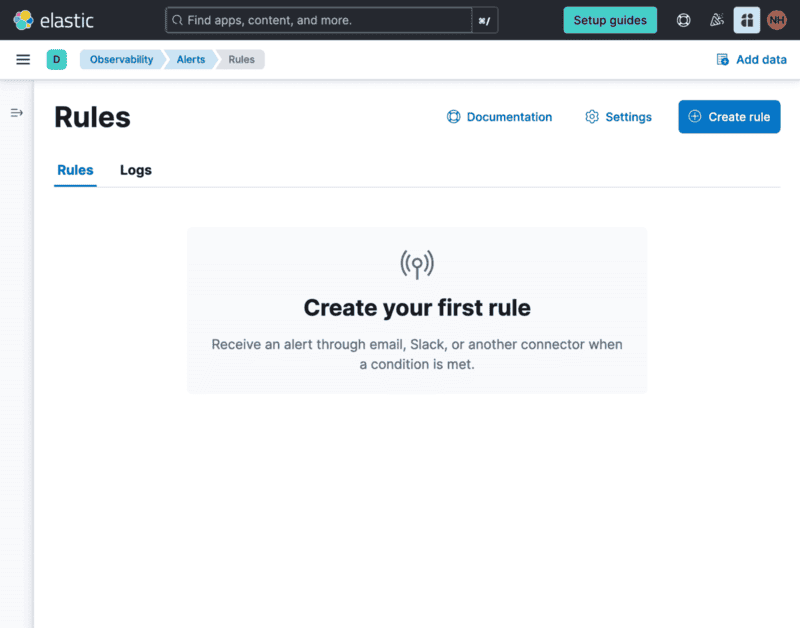 elastic
Find apps, content, and more.
⌘/
Setup guides
NH
D
Observability
Alerts
Rules
Add data
Rules
Documentation
Settings
Create rule
Rules
Logs
Create your first rule
Receive an alert through email, Slack, or another connector when
a condition is met.